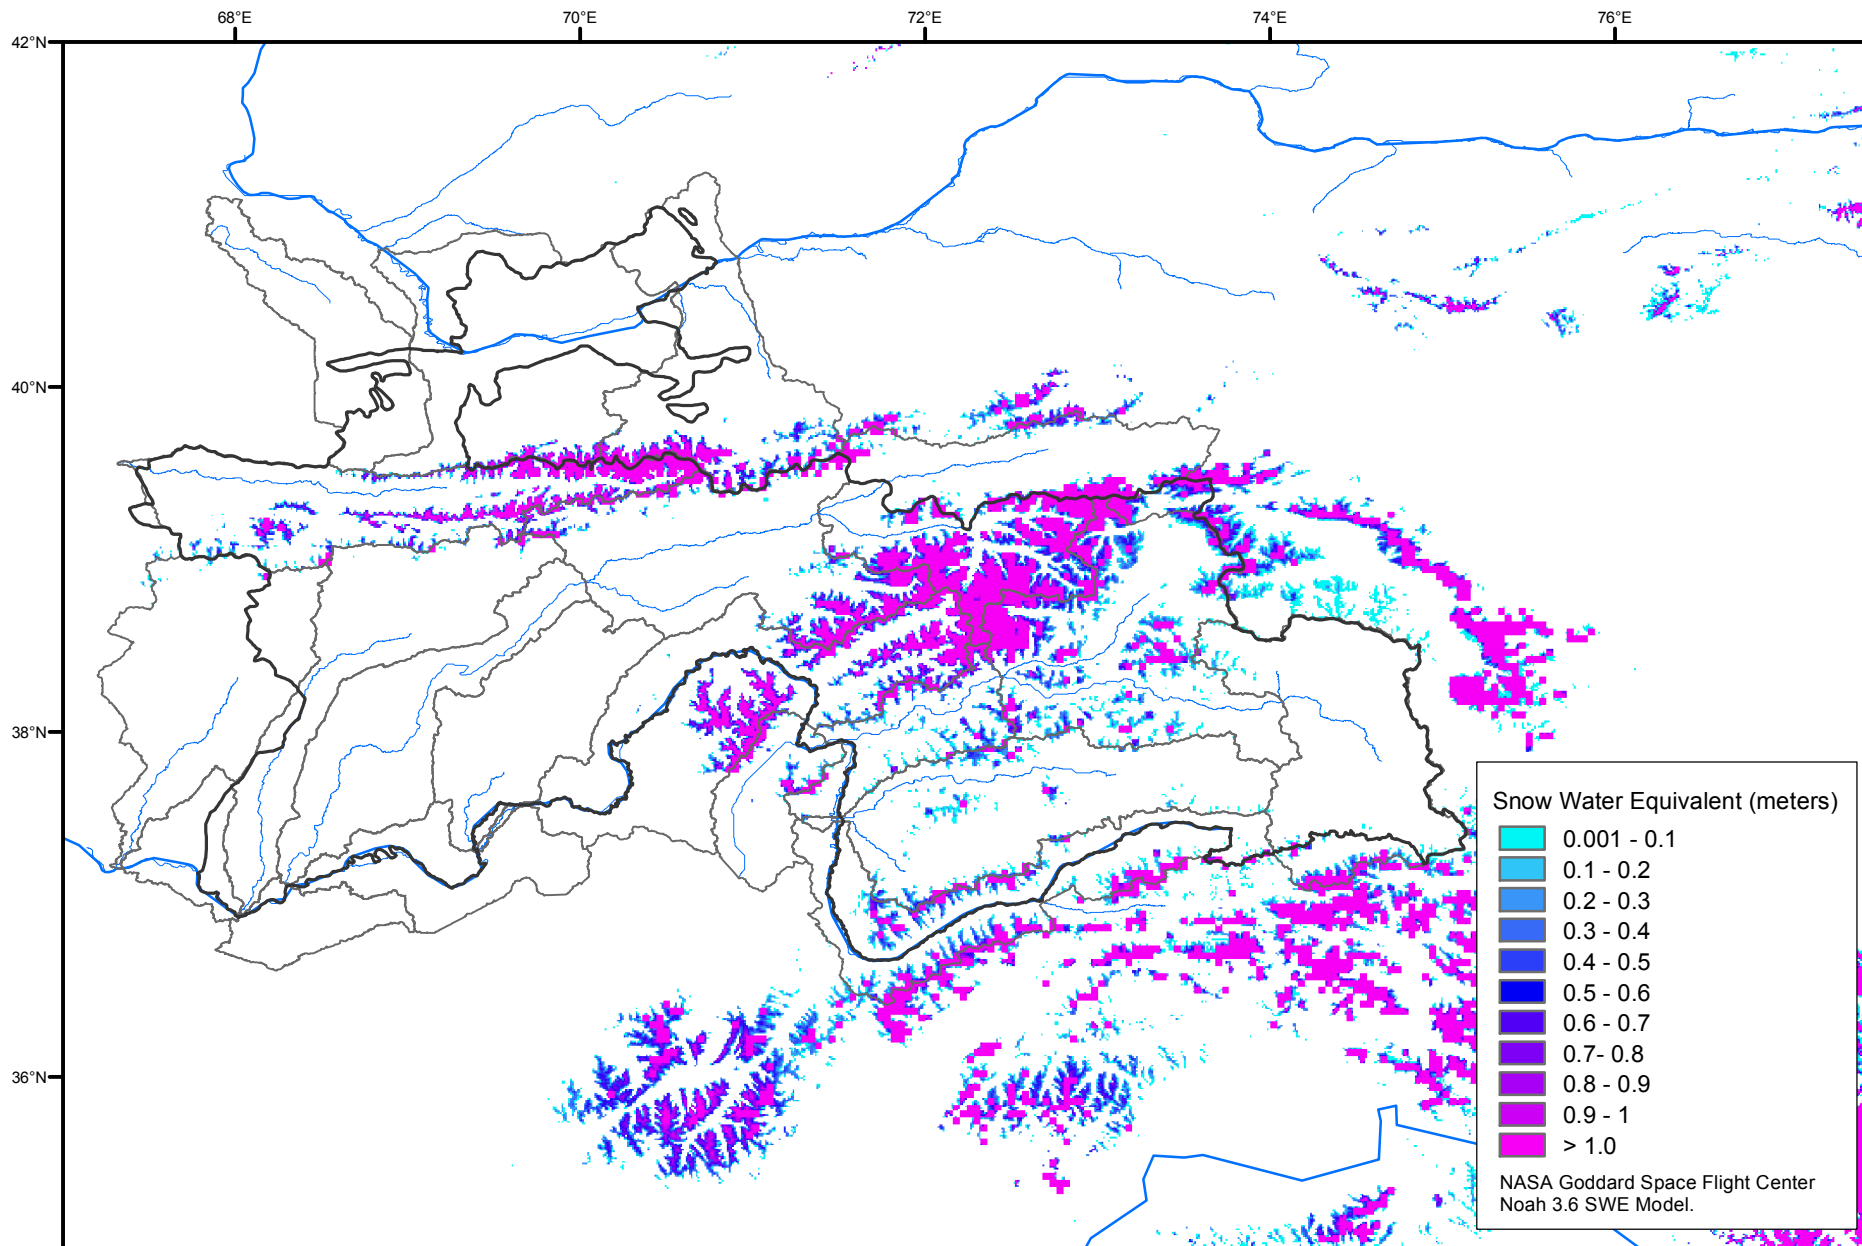 68°E
70°E
72°E
74°E
76°E
42°N
40°N
38°N
36°N
Snow Water Equivalent (meters)
0.001 - 0.1
0.1 - 0.2
0.2 - 0.3
0.3 - 0.4
0.4 - 0.5
0.5 - 0.6
0.6 - 0.7
0.7- 0.8
0.8 - 0.9
0.9 - 1
> 1.0
NASA Goddard Space Flight Center
Noah 3.6 SWE Model.